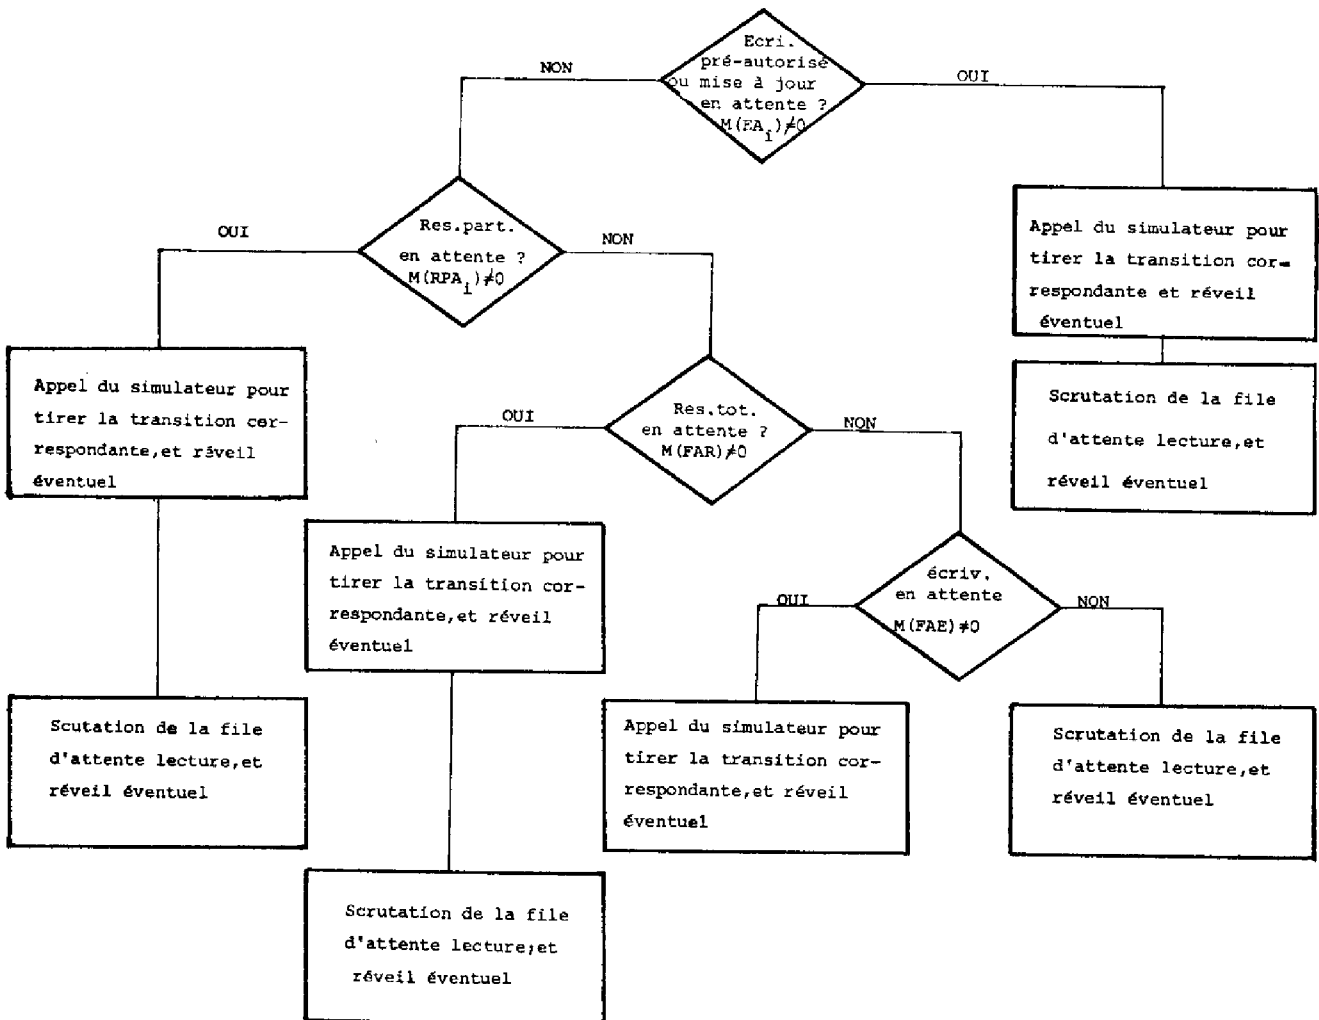 Ecri.
pré-autorisé
ou mise à jour
en attente ?
M(EA_i)≠0
NON
OUI
Res.part.
en attente ?
M(RPA_i)≠0
OUI
NON
Appel du simulateur pour
tirer la transition cor-
respondante et réveil
éventuel
Scrutation de la file
d'attente lecture,et
réveil éventuel
Appel du simulateur pour
tirer la transition cor-
respondante,et réveil
éventuel
Res.tot.
en attente ?
M(FAR)≠0
OUI
NON
Appel du simulateur pour
tirer la transition cor-
respondante,et réveil
éventuel
écriv.
en attente
M(FAE)≠0
OUI
NON
Scutation de la file
d'attente lecture,et
réveil éventuel
Appel du simulateur pour
tirer la transition cor-
respondante,et réveil
éventuel
Scrutation de la file
d'attente lecture,et
réveil éventuel
Scrutation de la file
d'attente lecture,et
réveil éventuel